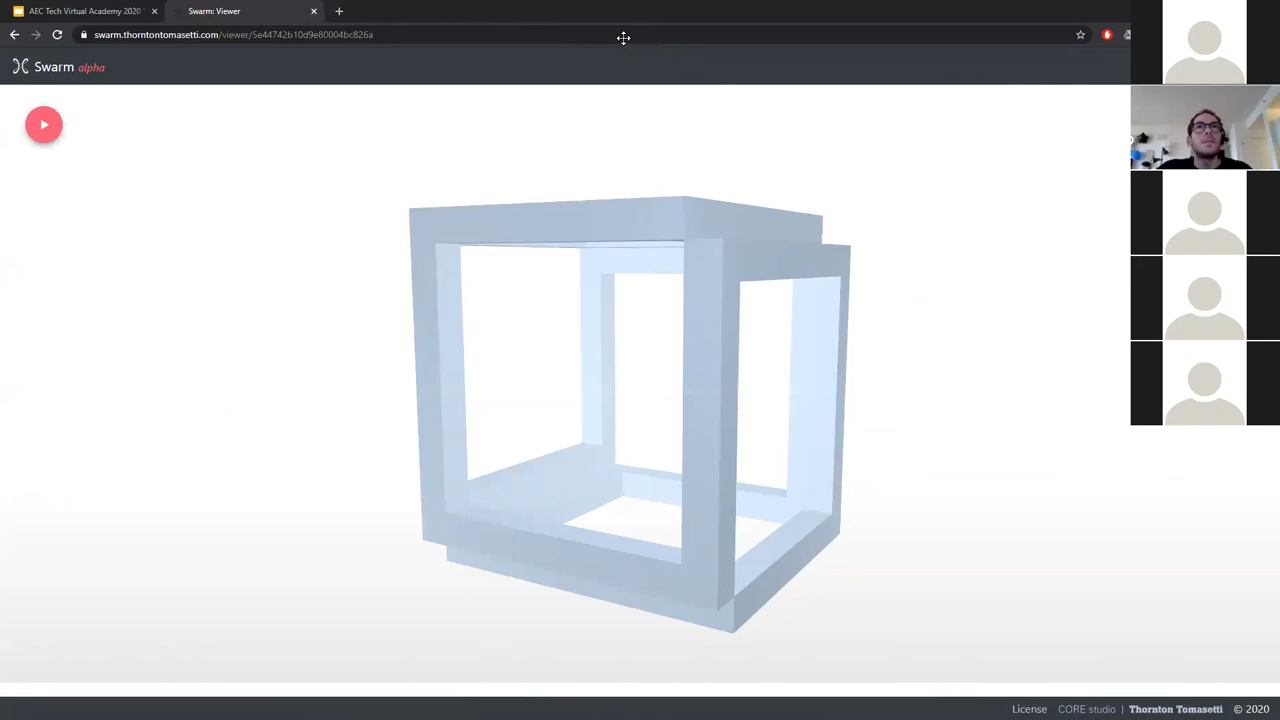 AEC Tech Virtual Academy 2020
Swarm: Viewer
swarm.thorntontomasetti.com/viewer/5e44742b10d9e80004bc826a
Swarm alpha
License CORE studio | Thornton Tomasetti © 2020